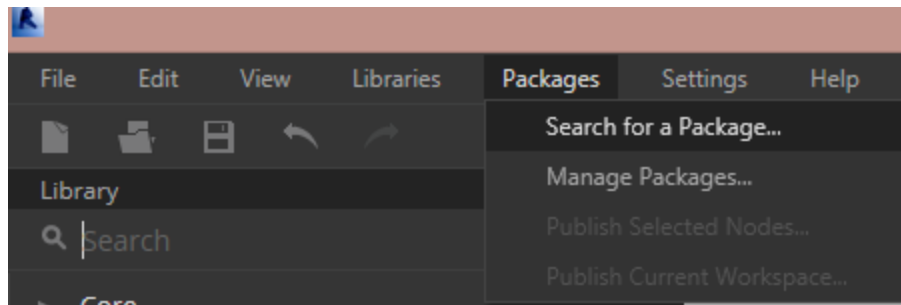 File Edit View Libraries Packages Settings Help
Search for a Package...
Library
Manage Packages...
Search
Publish Selected Nodes...
Publish Current Workspace...
Core